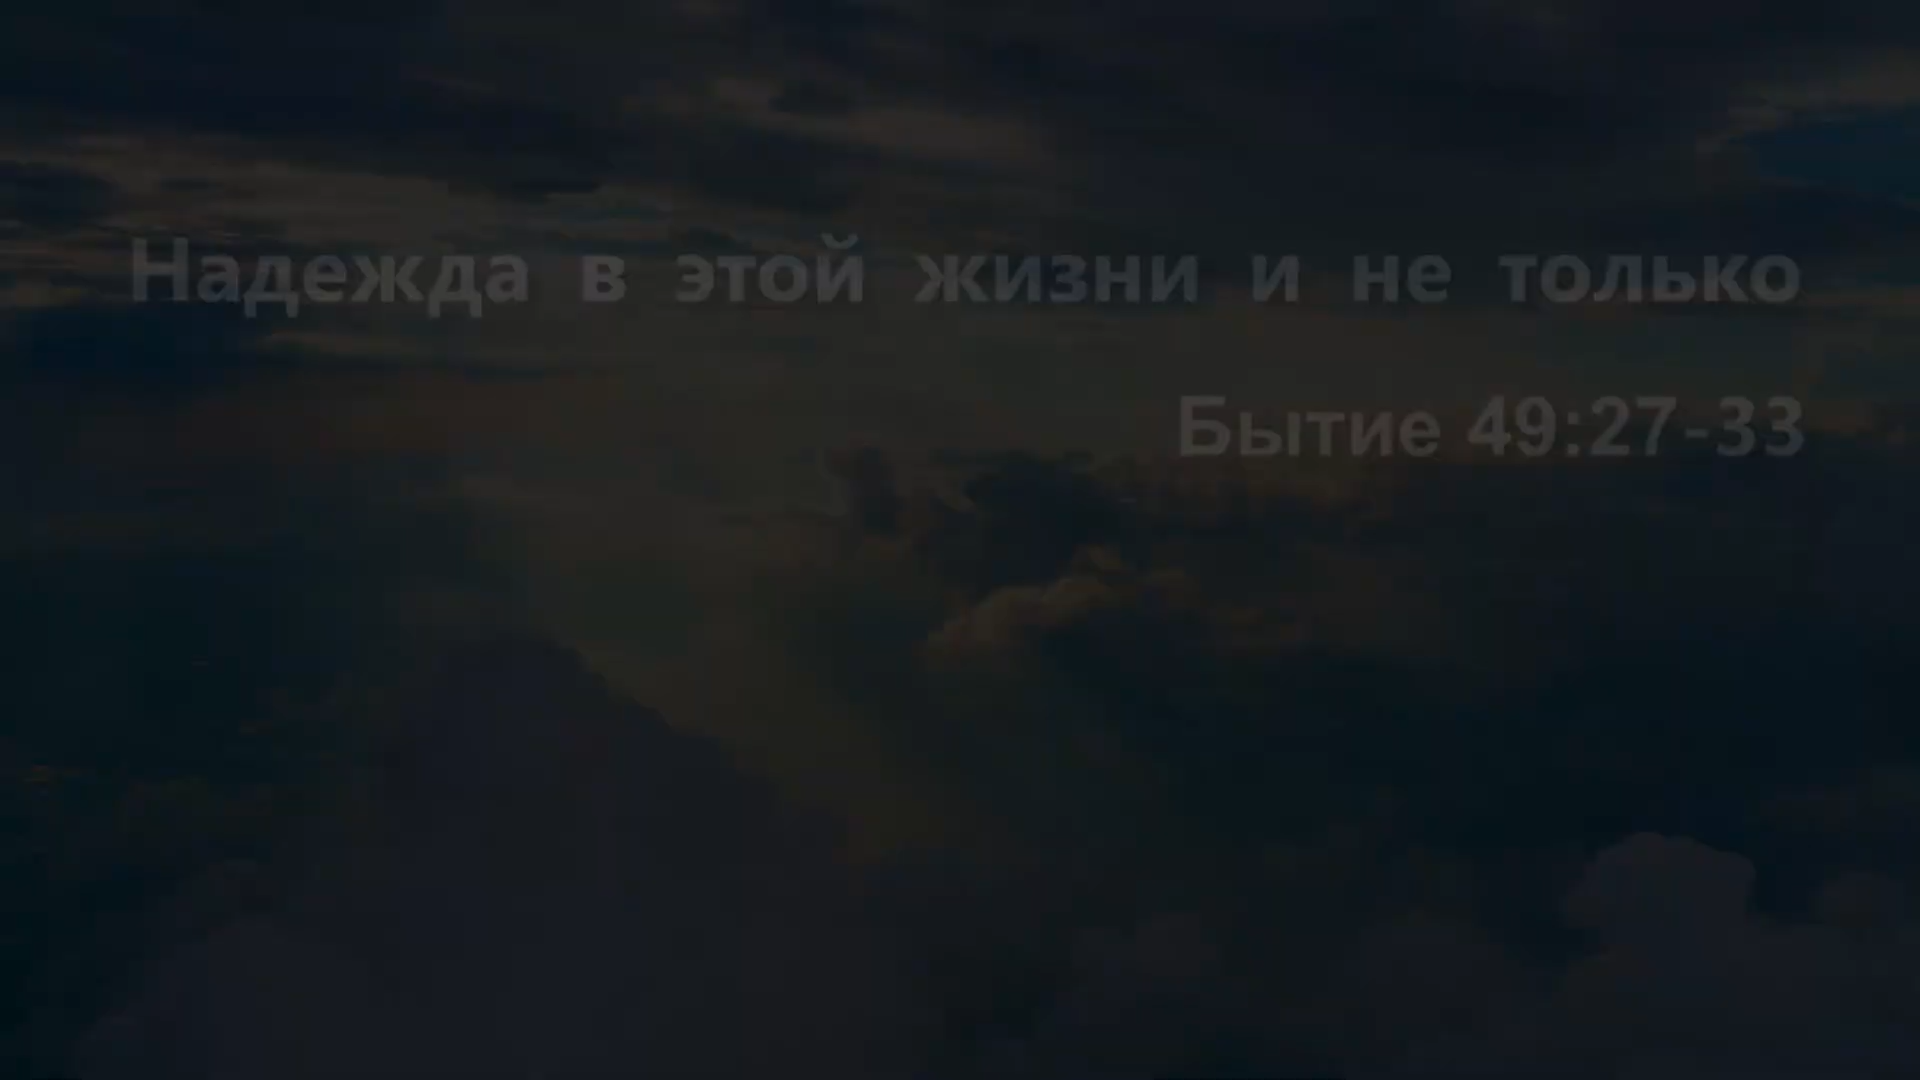 Надежда в этой жизни и не только
Бытие 49:27-33